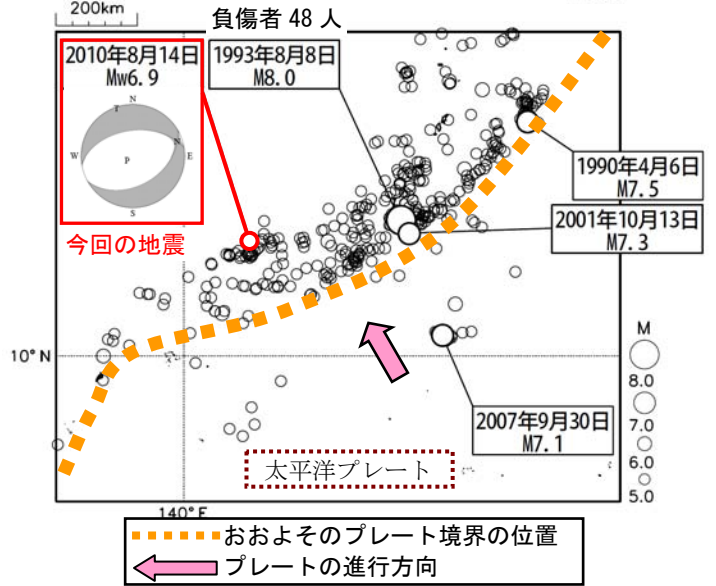 200km
負傷者 48 人
2010年8月14日
Mw6.9
N
T
N
W
P
E
S
今回の地震
1993年8月8日
M8.0
1990年4月6日
M7.5
2001年10月13日
M7.3
2007年9月30日
M7.1
M
8.0
7.0
6.0
5.0
10°N
太平洋プレート
140°E
おおよそのプレート境界の位置
プレートの進行方向